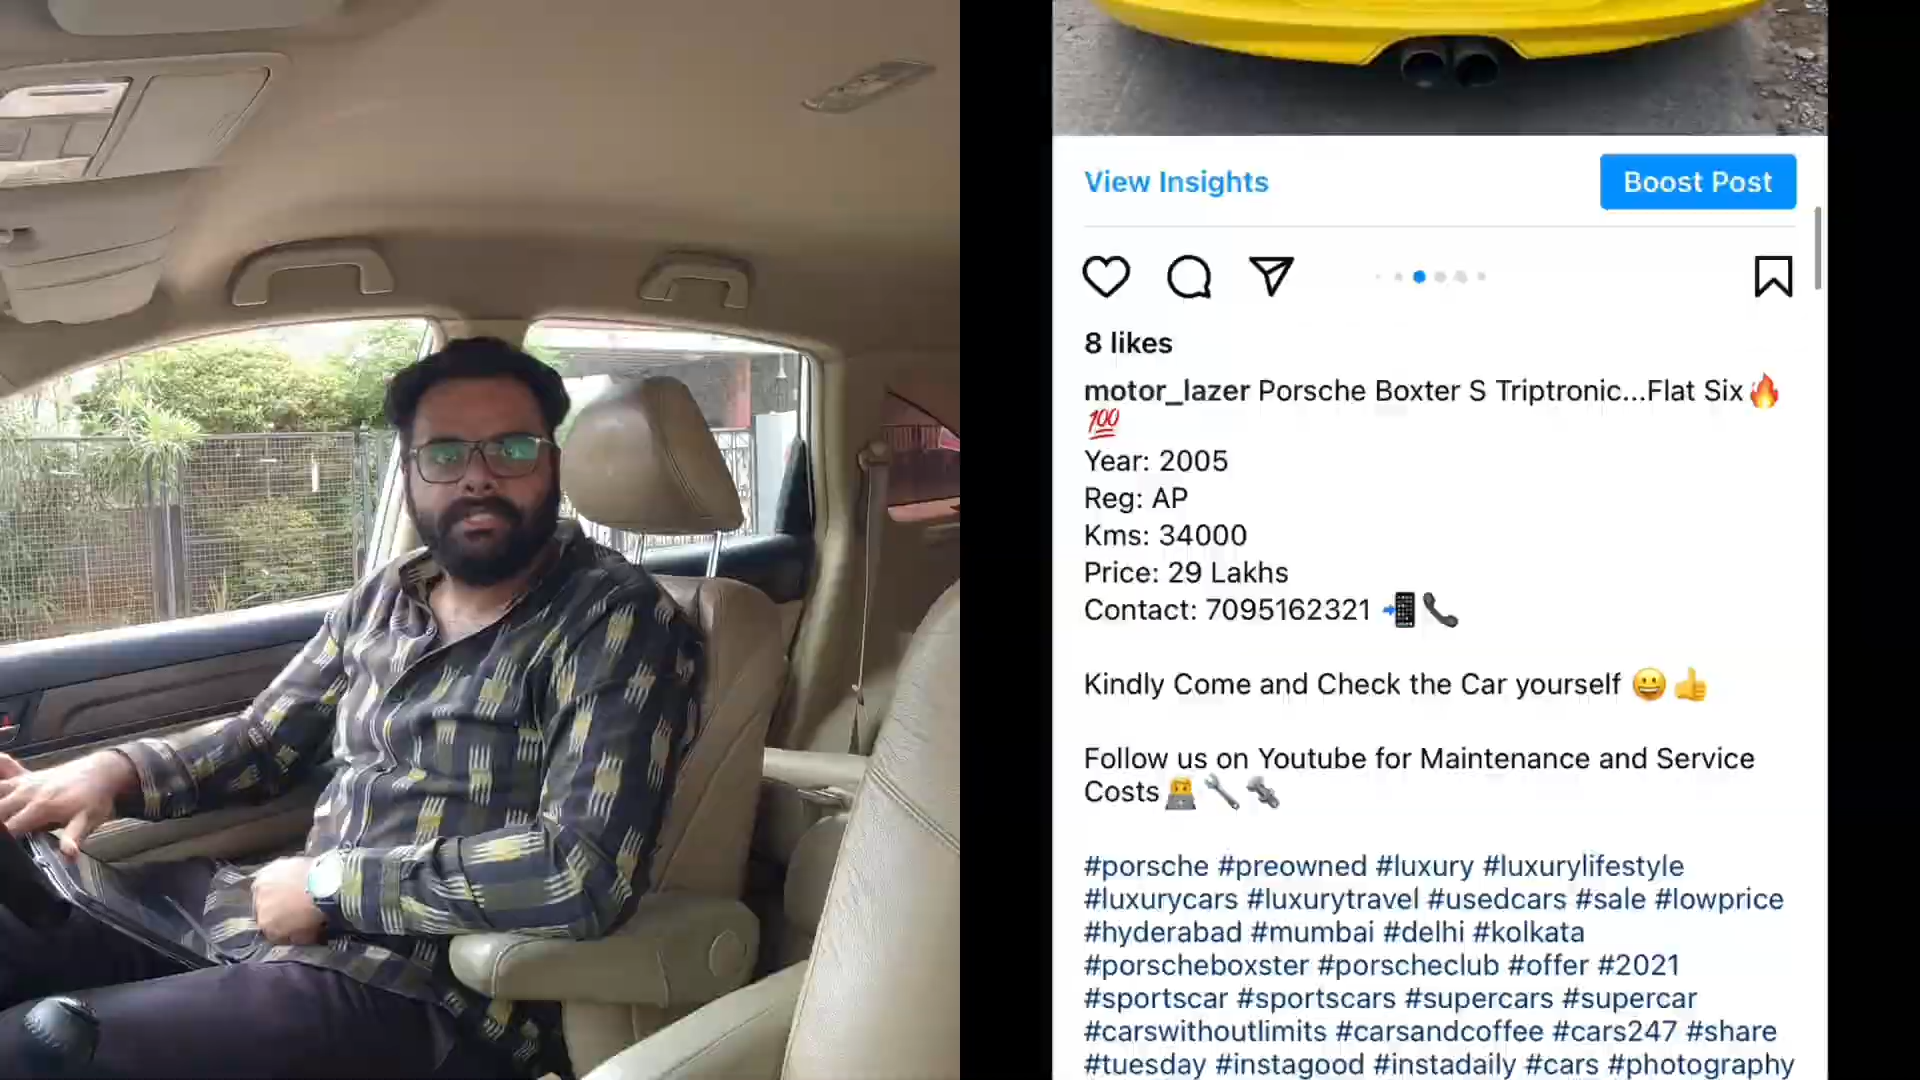 View Insights
Boost Post
8 likes
motor_lazer Porsche Boxter S Triptronic...Flat Six🔥
💯
Year: 2005
Reg: AP
Kms: 34000
Price: 29 Lakhs
Contact: 7095162321 📲📞
Kindly Come and Check the Car yourself 😀👍
Follow us on Youtube for Maintenance and Service
Costs👨‍💻🔧🔩
#porsche #preowned #luxury #luxurylifestyle
#luxurycars #luxurytravel #usedcars #sale #lowprice
#hyderabad #mumbai #delhi #kolkata
#porscheboxster #porscheclub #offer #2021
#sportscar #sportscars #supercars #supercar
#carswithoutlimits #carsandcoffee #cars247 #share
#tuesday #instagood #instadaily #cars #photography